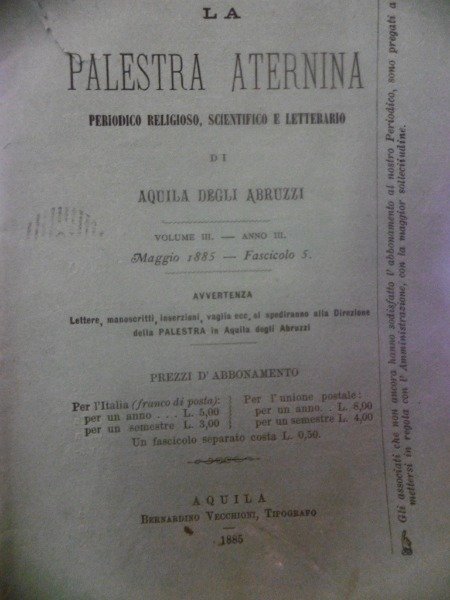 LA
PALESTRA ATERNINA
PERIODICO RELIGIOSO, SCIENTIFICO E LETTERARIO
DI
AQUILA DEGLI ABRUZZI
VOLUME III. — ANNO III.
Maggio 1885 — Fascicolo 5.
AVVERTENZA
Lettere, manoscritti, inserzioni, vaglia ecc, si spediranno alla Direzione
della PALESTRA in Aquila degli Abruzzi
PREZZI D'ABBONAMENTO
Per l'Italia (franco di posta):
per un anno . . . L. 5,00
per un semestre L. 3,00
Per l'unione postale:
per un anno. . L. 8,00
per un semestre L. 4,00
Un fascicolo separato costa L. 0,50.
AQUILA
BERNARDINO VECCHIONI, TIPOGRAFO
1885
Gli associati che non ancora hanno sodisfatto l'abbonamento al nostro Periodico, sono pregati a
mettersi in regola con l'Amministrazione, con la maggior sollecitudine.